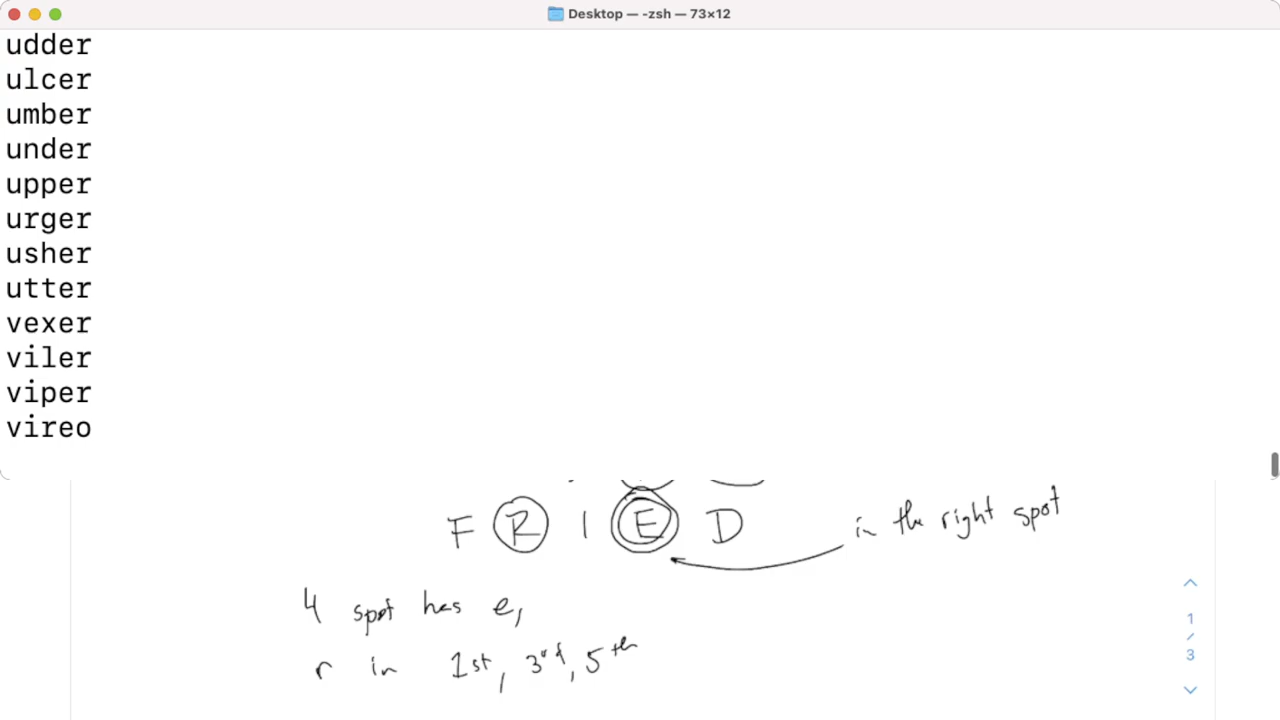 Desktop — -zsh — 73×12
udder
ulcer
umber
under
upper
urger
usher
utter
vexer
viler
viper
vireo
F R I E D
in the right spot
4 spot has e,
r in 1st, 3rd, 5th
1
/
3